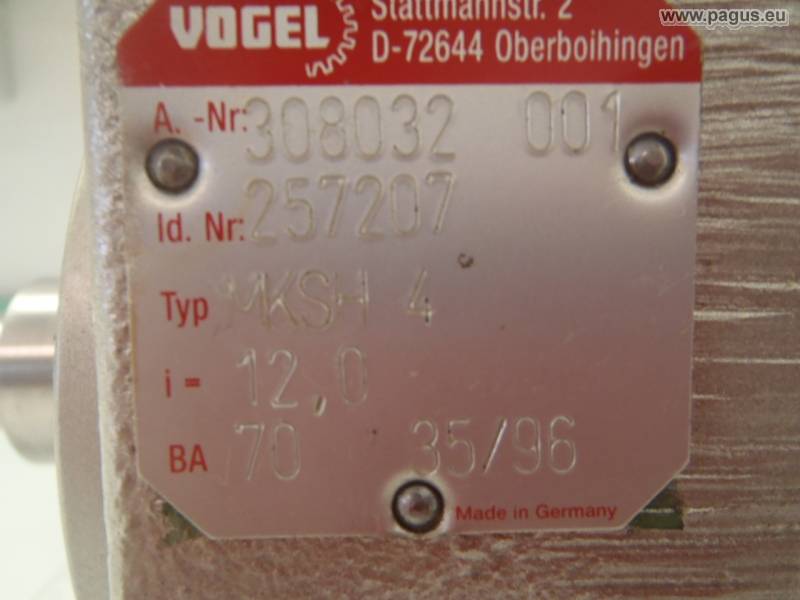 www.pagus.eu
VOGEL
Stattmannstr. 2
D-72644 Oberboihingen
A. -Nr: 308032 001
Id. Nr: 257207
Typ MKSH 4
i = 12,0
BA 70 35/96
Made in Germany